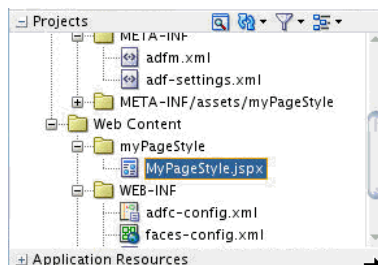 Projects
META-INF
adfm.xml
adf-settings.xml
META-INF/assets/myPageStyle
Web Content
myPageStyle
MyPageStyle.jspx
WEB-INF
adfc-config.xml
faces-config.xml
Application Resources